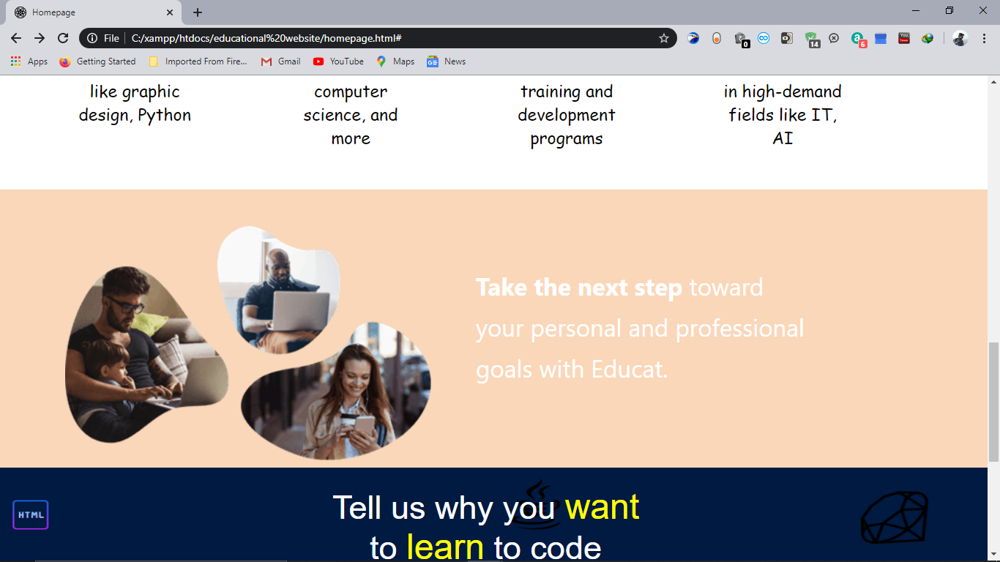 Homepage
File
C:/xampp/htdocs/educational%20website/homepage.html#
0
14
You
6
Apps
Getting Started
Imported From Fire...
Gmail
YouTube
Maps
GE
News
like graphic
design, Python
computer
science, and
more
training and
development
programs
in high-demand
fields like IT,
AI
Take the next step toward
your personal and professional
goals with Educat.
HTML
Tell us why you want
to learn to code